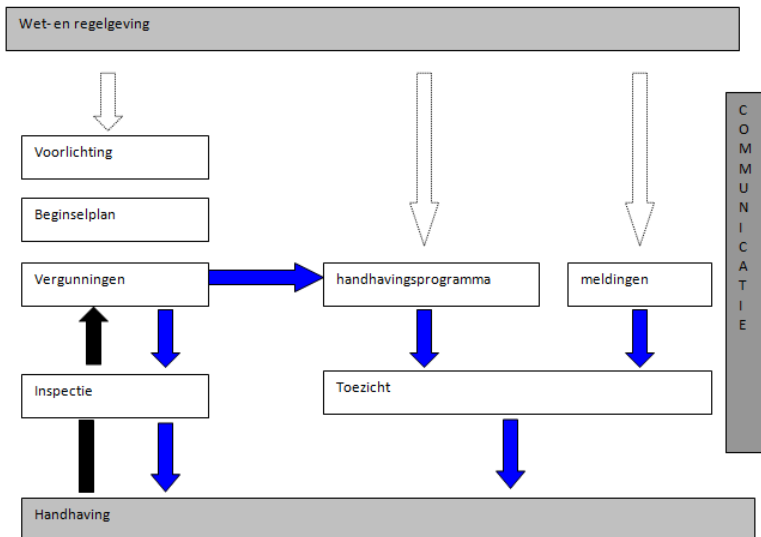 Wet- en regelgeving
Voorlichting
Beginselplan
Vergunningen
handhavingsprogramma
meldingen
Inspectie
Toezicht
Handhaving
C
O
M
M
U
N
I
C
A
T
I
E